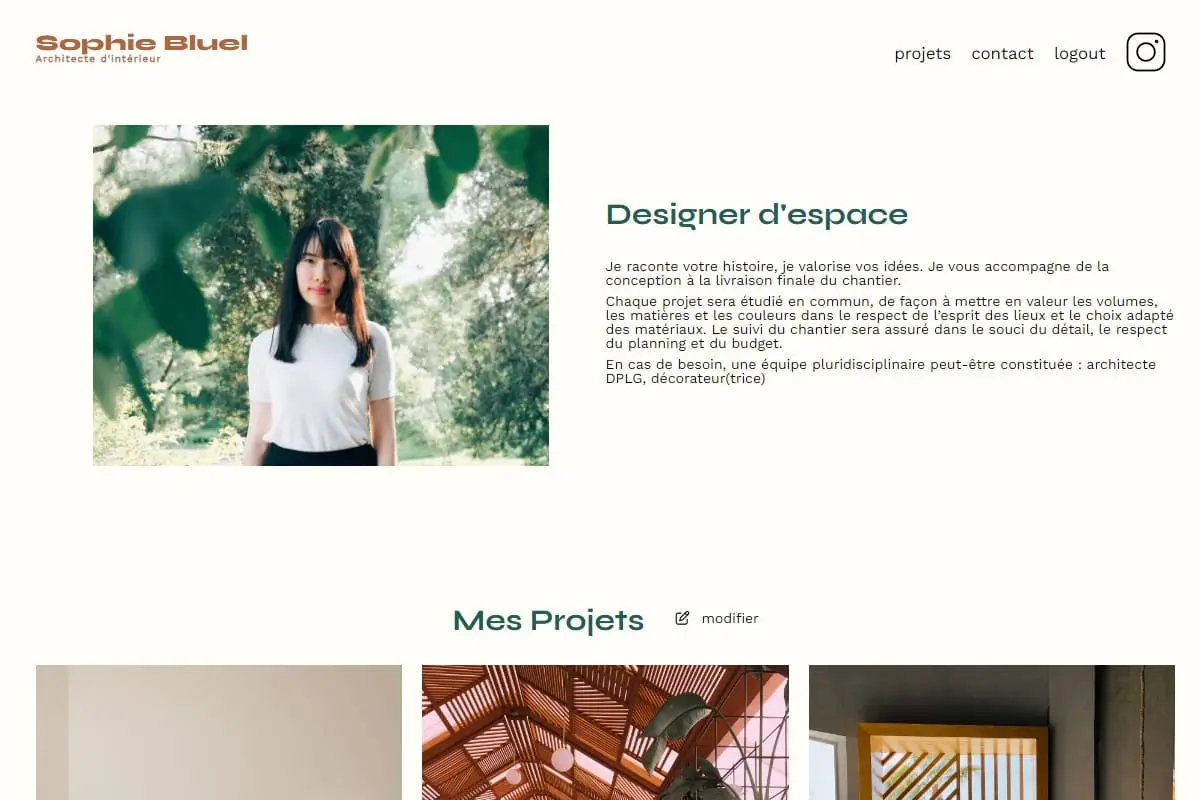 Sophie Bluel
Architecte d'intérieur
projets contact logout
Designer d'espace
Je raconte votre histoire, je valorise vos idées. Je vous accompagne de la
conception à la livraison finale du chantier.
Chaque projet sera étudié en commun, de façon à mettre en valeur les volumes,
les matières et les couleurs dans le respect de l’esprit des lieux et le choix adapté
des matériaux. Le suivi du chantier sera assuré dans le souci du détail, le respect
du planning et du budget.
En cas de besoin, une équipe pluridisciplinaire peut-être constituée : architecte
DPLG, décorateur(trice)
Mes Projets modifier